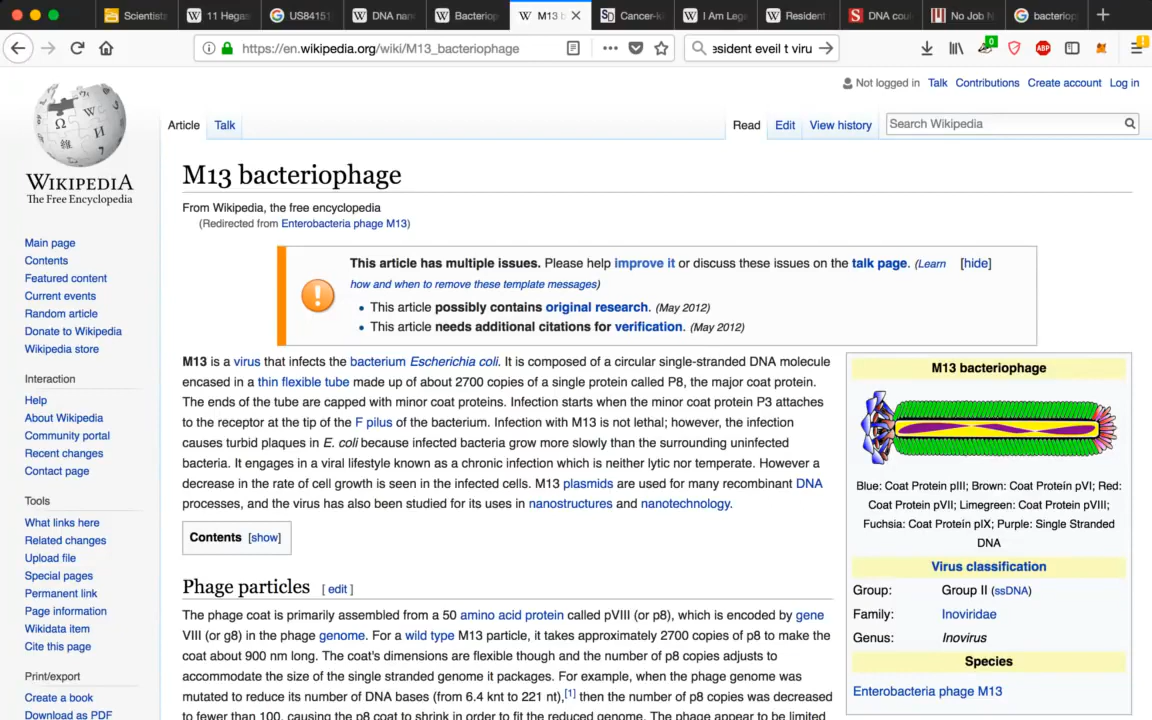 Scientists
11 Hega
US8415
DNA nan
Bacteriop
M13 b
Cancer-k
I Am Leg
Resident
DNA coul
No Job N
bacteriop
https://en.wikipedia.org/wiki/M13_bacteriophage
esident eveil t viru
0
ABP
Not logged in Talk Contributions Create account Log in
Article Talk
Read Edit View history
Search Wikipedia
WIKIPEDIA
The Free Encyclopedia
Main page
Contents
Featured content
Current events
Random article
Donate to Wikipedia
Wikipedia store
Interaction
Help
About Wikipedia
Community portal
Recent changes
Contact page
Tools
What links here
Related changes
Upload file
Special pages
Permanent link
Page information
Wikidata item
Cite this page
Print/export
Create a book
Download as PDF
M13 bacteriophage
From Wikipedia, the free encyclopedia
(Redirected from Enterobacteria phage M13)
This article has multiple issues. Please help improve it or discuss these issues on the talk page. (Learn [hide]
how and when to remove these template messages)
• This article possibly contains original research. (May 2012)
• This article needs additional citations for verification. (May 2012)
M13 is a virus that infects the bacterium Escherichia coli. It is composed of a circular single-stranded DNA molecule
encased in a thin flexible tube made up of about 2700 copies of a single protein called P8, the major coat protein.
The ends of the tube are capped with minor coat proteins. Infection starts when the minor coat protein P3 attaches
to the receptor at the tip of the F pilus of the bacterium. Infection with M13 is not lethal; however, the infection
causes turbid plaques in E. coli because infected bacteria grow more slowly than the surrounding uninfected
bacteria. It engages in a viral lifestyle known as a chronic infection which is neither lytic nor temperate. However a
decrease in the rate of cell growth is seen in the infected cells. M13 plasmids are used for many recombinant DNA
processes, and the virus has also been studied for its uses in nanostructures and nanotechnology.
Contents [show]
Phage particles [ edit ]
The phage coat is primarily assembled from a 50 amino acid protein called pVIII (or p8), which is encoded by gene
VIII (or g8) in the phage genome. For a wild type M13 particle, it takes approximately 2700 copies of p8 to make the
coat about 900 nm long. The coat's dimensions are flexible though and the number of p8 copies adjusts to
accommodate the size of the single stranded genome it packages. For example, when the phage genome was
mutated to reduce its number of DNA bases (from 6.4 knt to 221 nt),[1] then the number of p8 copies was decreased
to fewer than 100, causing the p8 coat to shrink in order to fit the reduced genome. The phage appear to be limited
M13 bacteriophage
Blue: Coat Protein pIII; Brown: Coat Protein pVI; Red:
Coat Protein pVII; Limegreen: Coat Protein pVIII;
Fuchsia: Coat Protein pIX; Purple: Single Stranded
DNA
Virus classification
Group: Group II (ssDNA)
Family: Inoviridae
Genus: Inovirus
Species
Enterobacteria phage M13